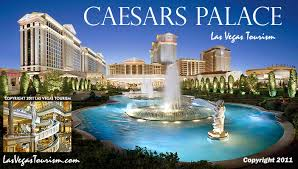 CAESARS PALACE
Las Vegas Tourism
COPYRIGHT 2011 LAS VEGAS TOURISM
LasVegasTourism.com
Copyright 2011